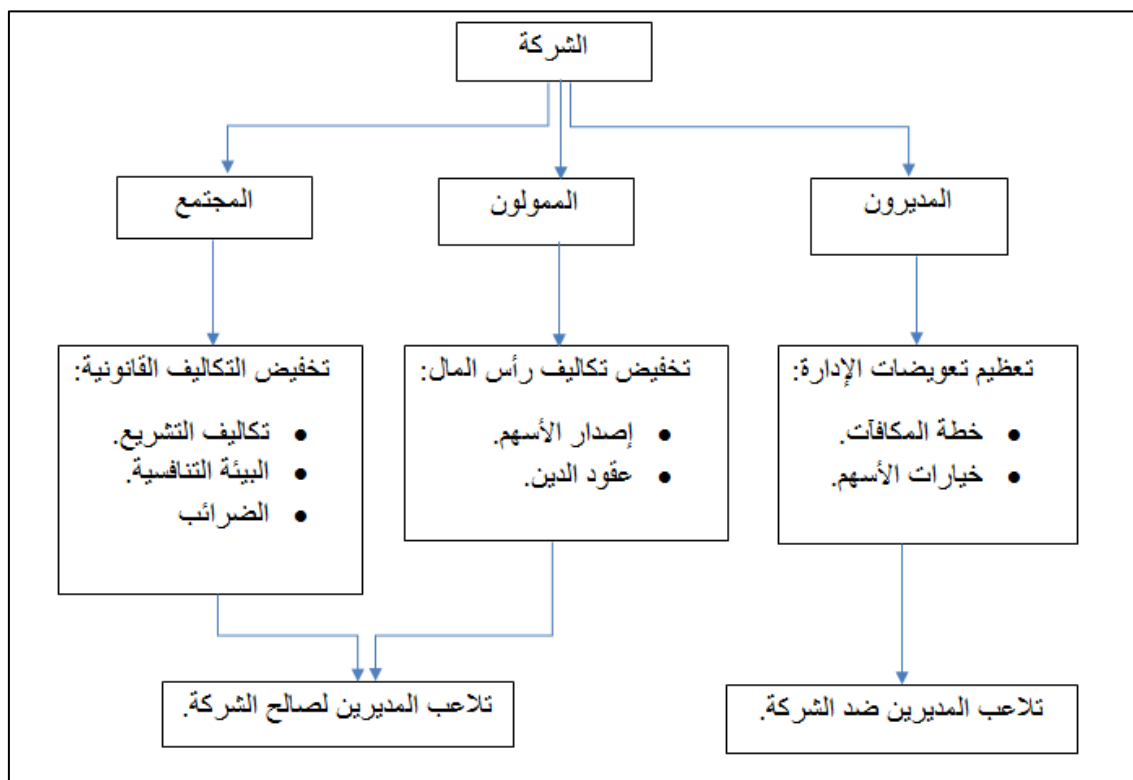 الشركة
المديرون
الممولون
المجتمع
تعظيم تعويضات الإدارة:
● خطة المكافآت.
● خيارات الأسهم.
تخفيض تكاليف رأس المال:
● إصدار الأسهم.
● عقود الدين.
تخفيض التكاليف القانونية:
● تكاليف التشريع.
● البيئة التنافسية.
● الضرائب
تلاعب المديرين ضد الشركة.
تلاعب المديرين لصالح الشركة.